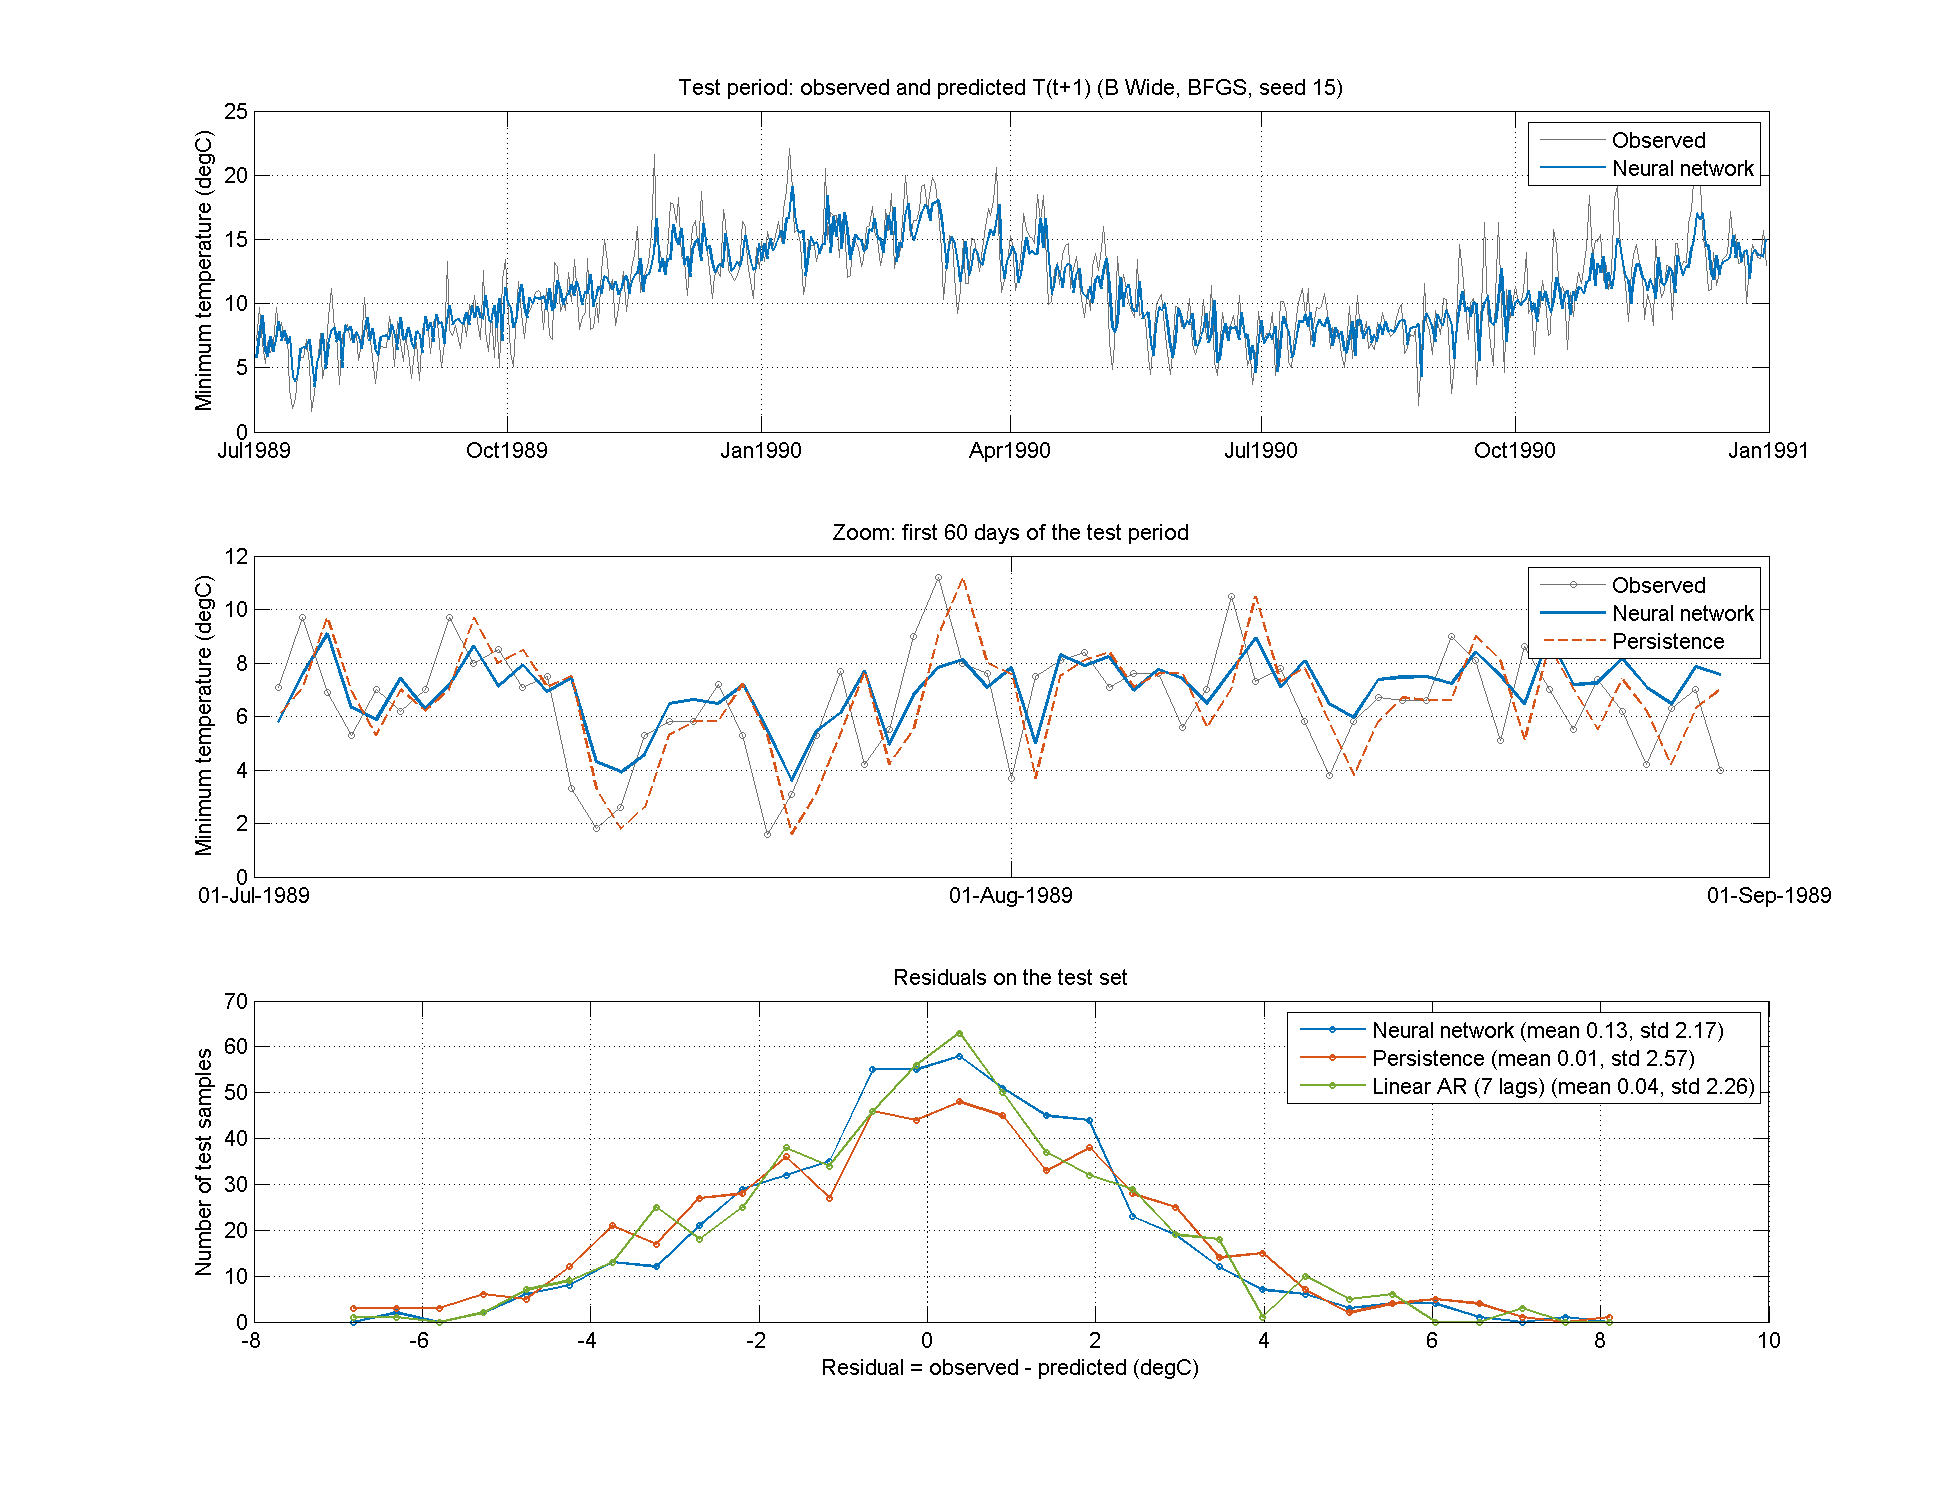 Test period: observed and predicted T(t+1) (B Wide, BFGS, seed 15)
Minimum temperature (degC)
25
20
15
10
5
0
Observed
Neural network
Jul1989 Oct1989 Jan1990 Apr1990 Jul1990 Oct1990 Jan1991
Zoom: first 60 days of the test period
Minimum temperature (degC)
12
10
8
6
4
2
0
Observed
Neural network
Persistence
01-Jul-1989 01-Aug-1989 01-Sep-1989
Residuals on the test set
Number of test samples
70
60
50
40
30
20
10
0
Neural network (mean 0.13, std 2.17)
Persistence (mean 0.01, std 2.57)
Linear AR (7 lags) (mean 0.04, std 2.26)
-8 -6 -4 -2 0 2 4 6 8 10
Residual = observed - predicted (degC)